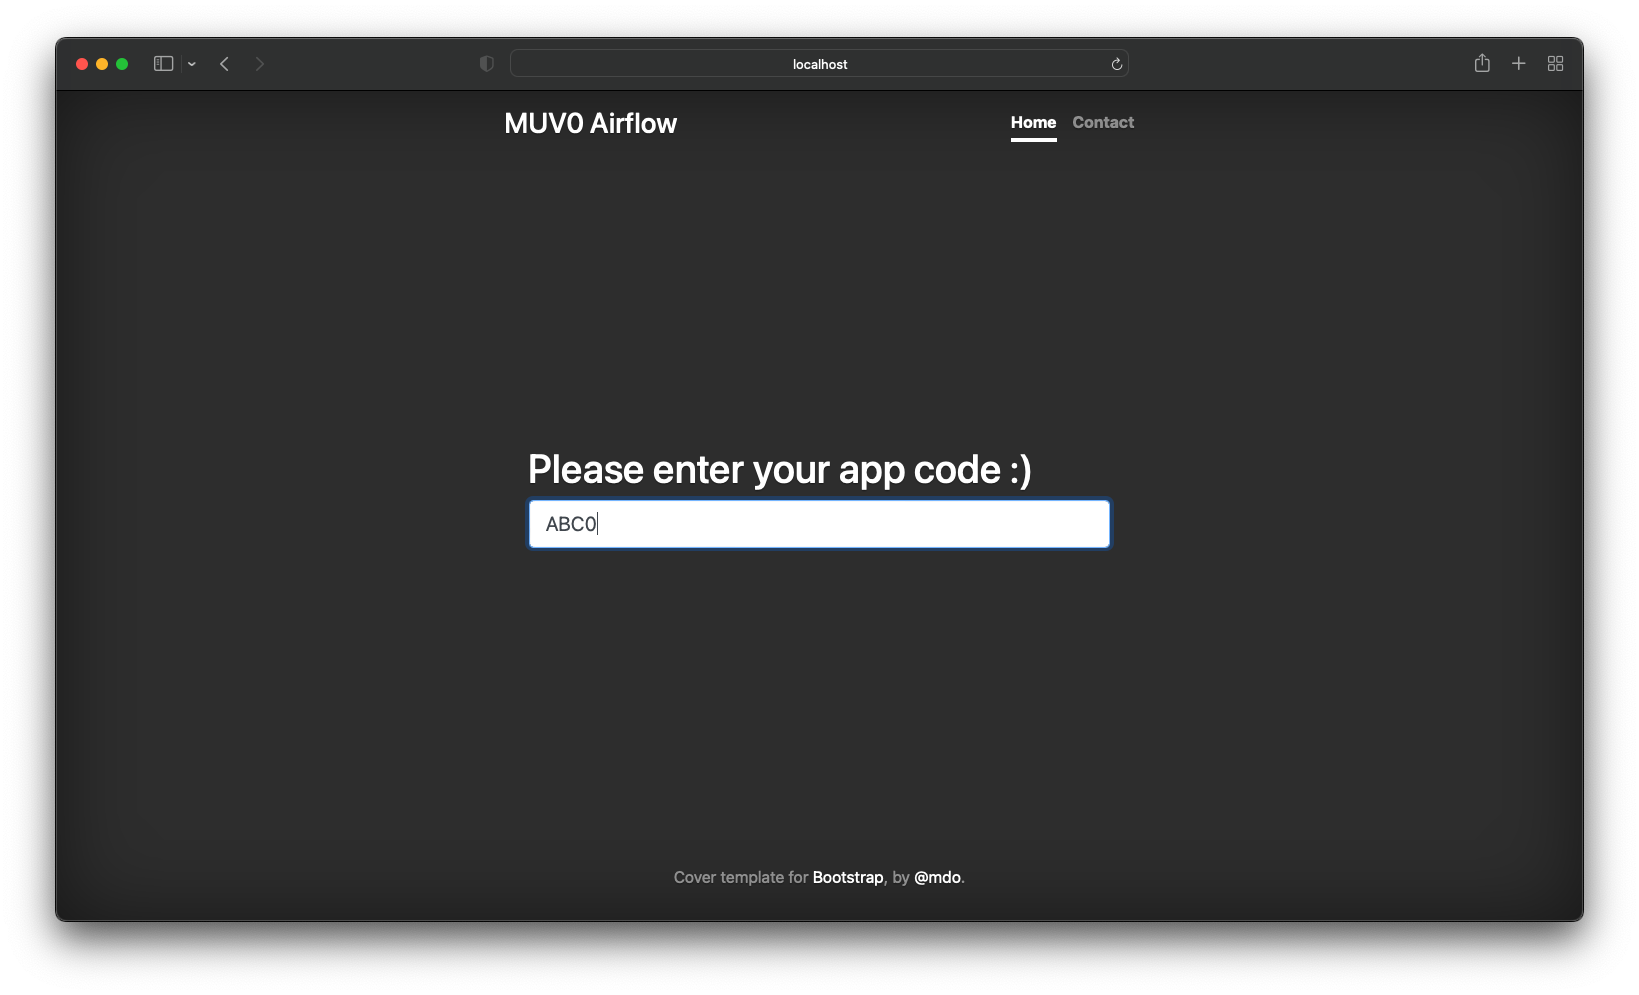 localhost
MUV0 Airflow
Home Contact
Please enter your app code :)
ABC0
Cover template for Bootstrap, by @mdo.